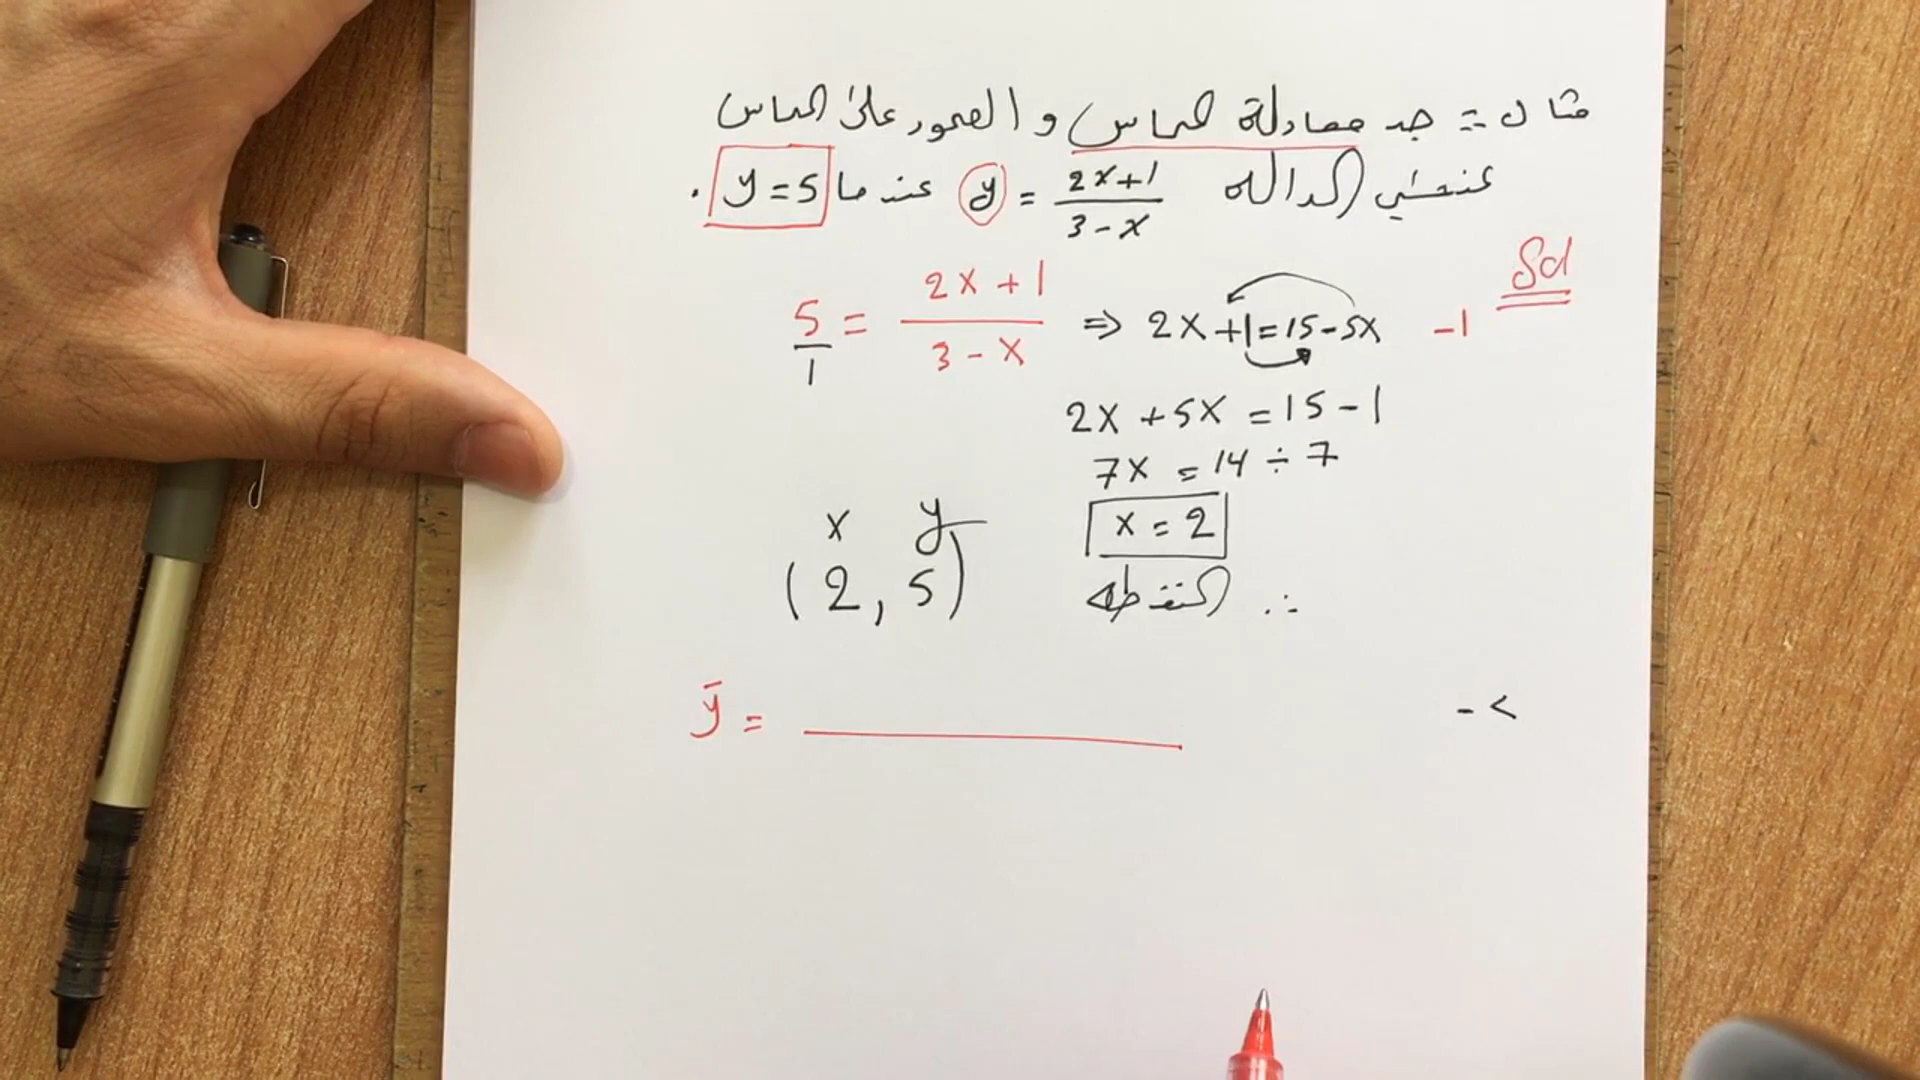 مثال :- جد معادلة المماس و العمود على المماس
لمنحني الدالة y = (2x+1)/(3-x) عندما y=5 .
Sol
5/1 = (2x+1)/(3-x) ⇒ 2x+1=15-5x -1
2x+5x=15-1
7x=14÷7
x=2
∴ النقطة
x y
(2, 5)
2-
ȳ =